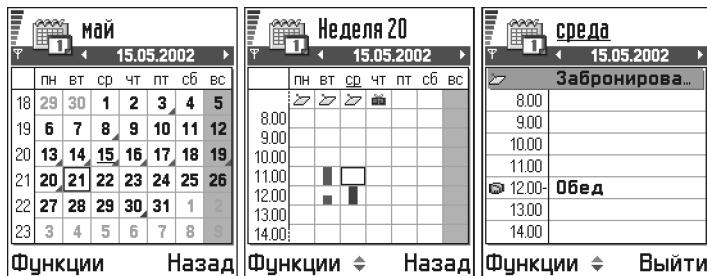 май
15.05.2002
пн вт ср чт пт сб вс
18 29 30 1 2 3 4 5
19 6 7 8 9 10 11 12
20 13 14 15 16 17 18 19
21 20 21 22 23 24 25 26
22 27 28 29 30 31 1 2
23 3 4 5 6 7 8 9
Функции Назад
Неделя 20
15.05.2002
пн вт ср чт пт сб вс
8.00
9.00
10.00
11.00
12.00
13.00
14.00
Функции Назад
среда
15.05.2002
Забронирова...
8.00
9.00
10.00
11.00
12.00- Обед
13.00
14.00
Функции Выйти